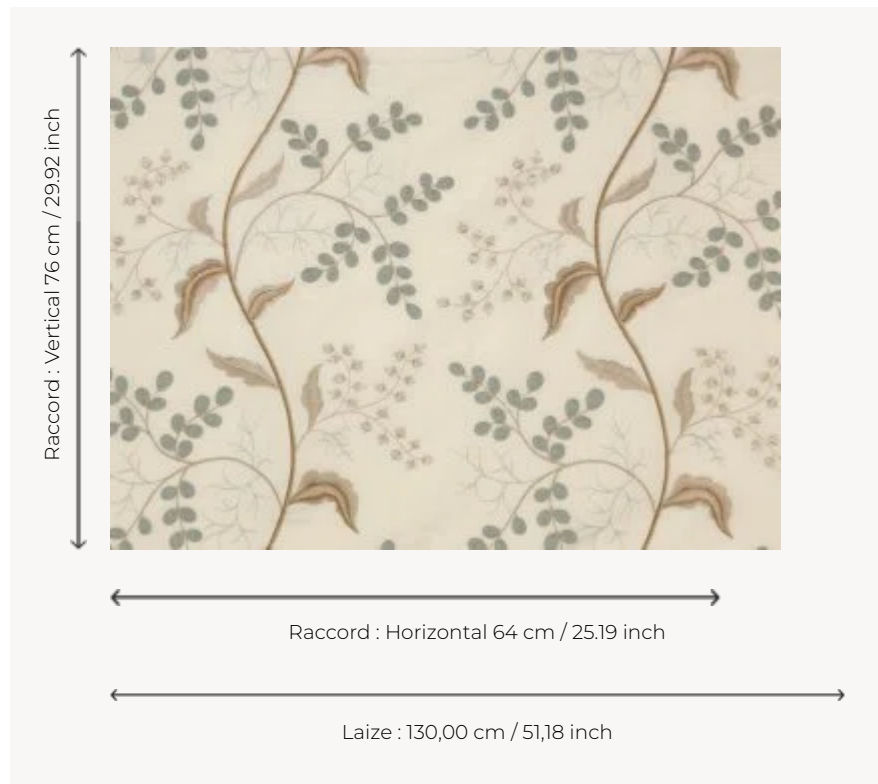 Raccord : Vertical 76 cm / 29.92 inch
Raccord : Horizontal 64 cm / 25.19 inch
Laize : 130,00 cm / 51,18 inch